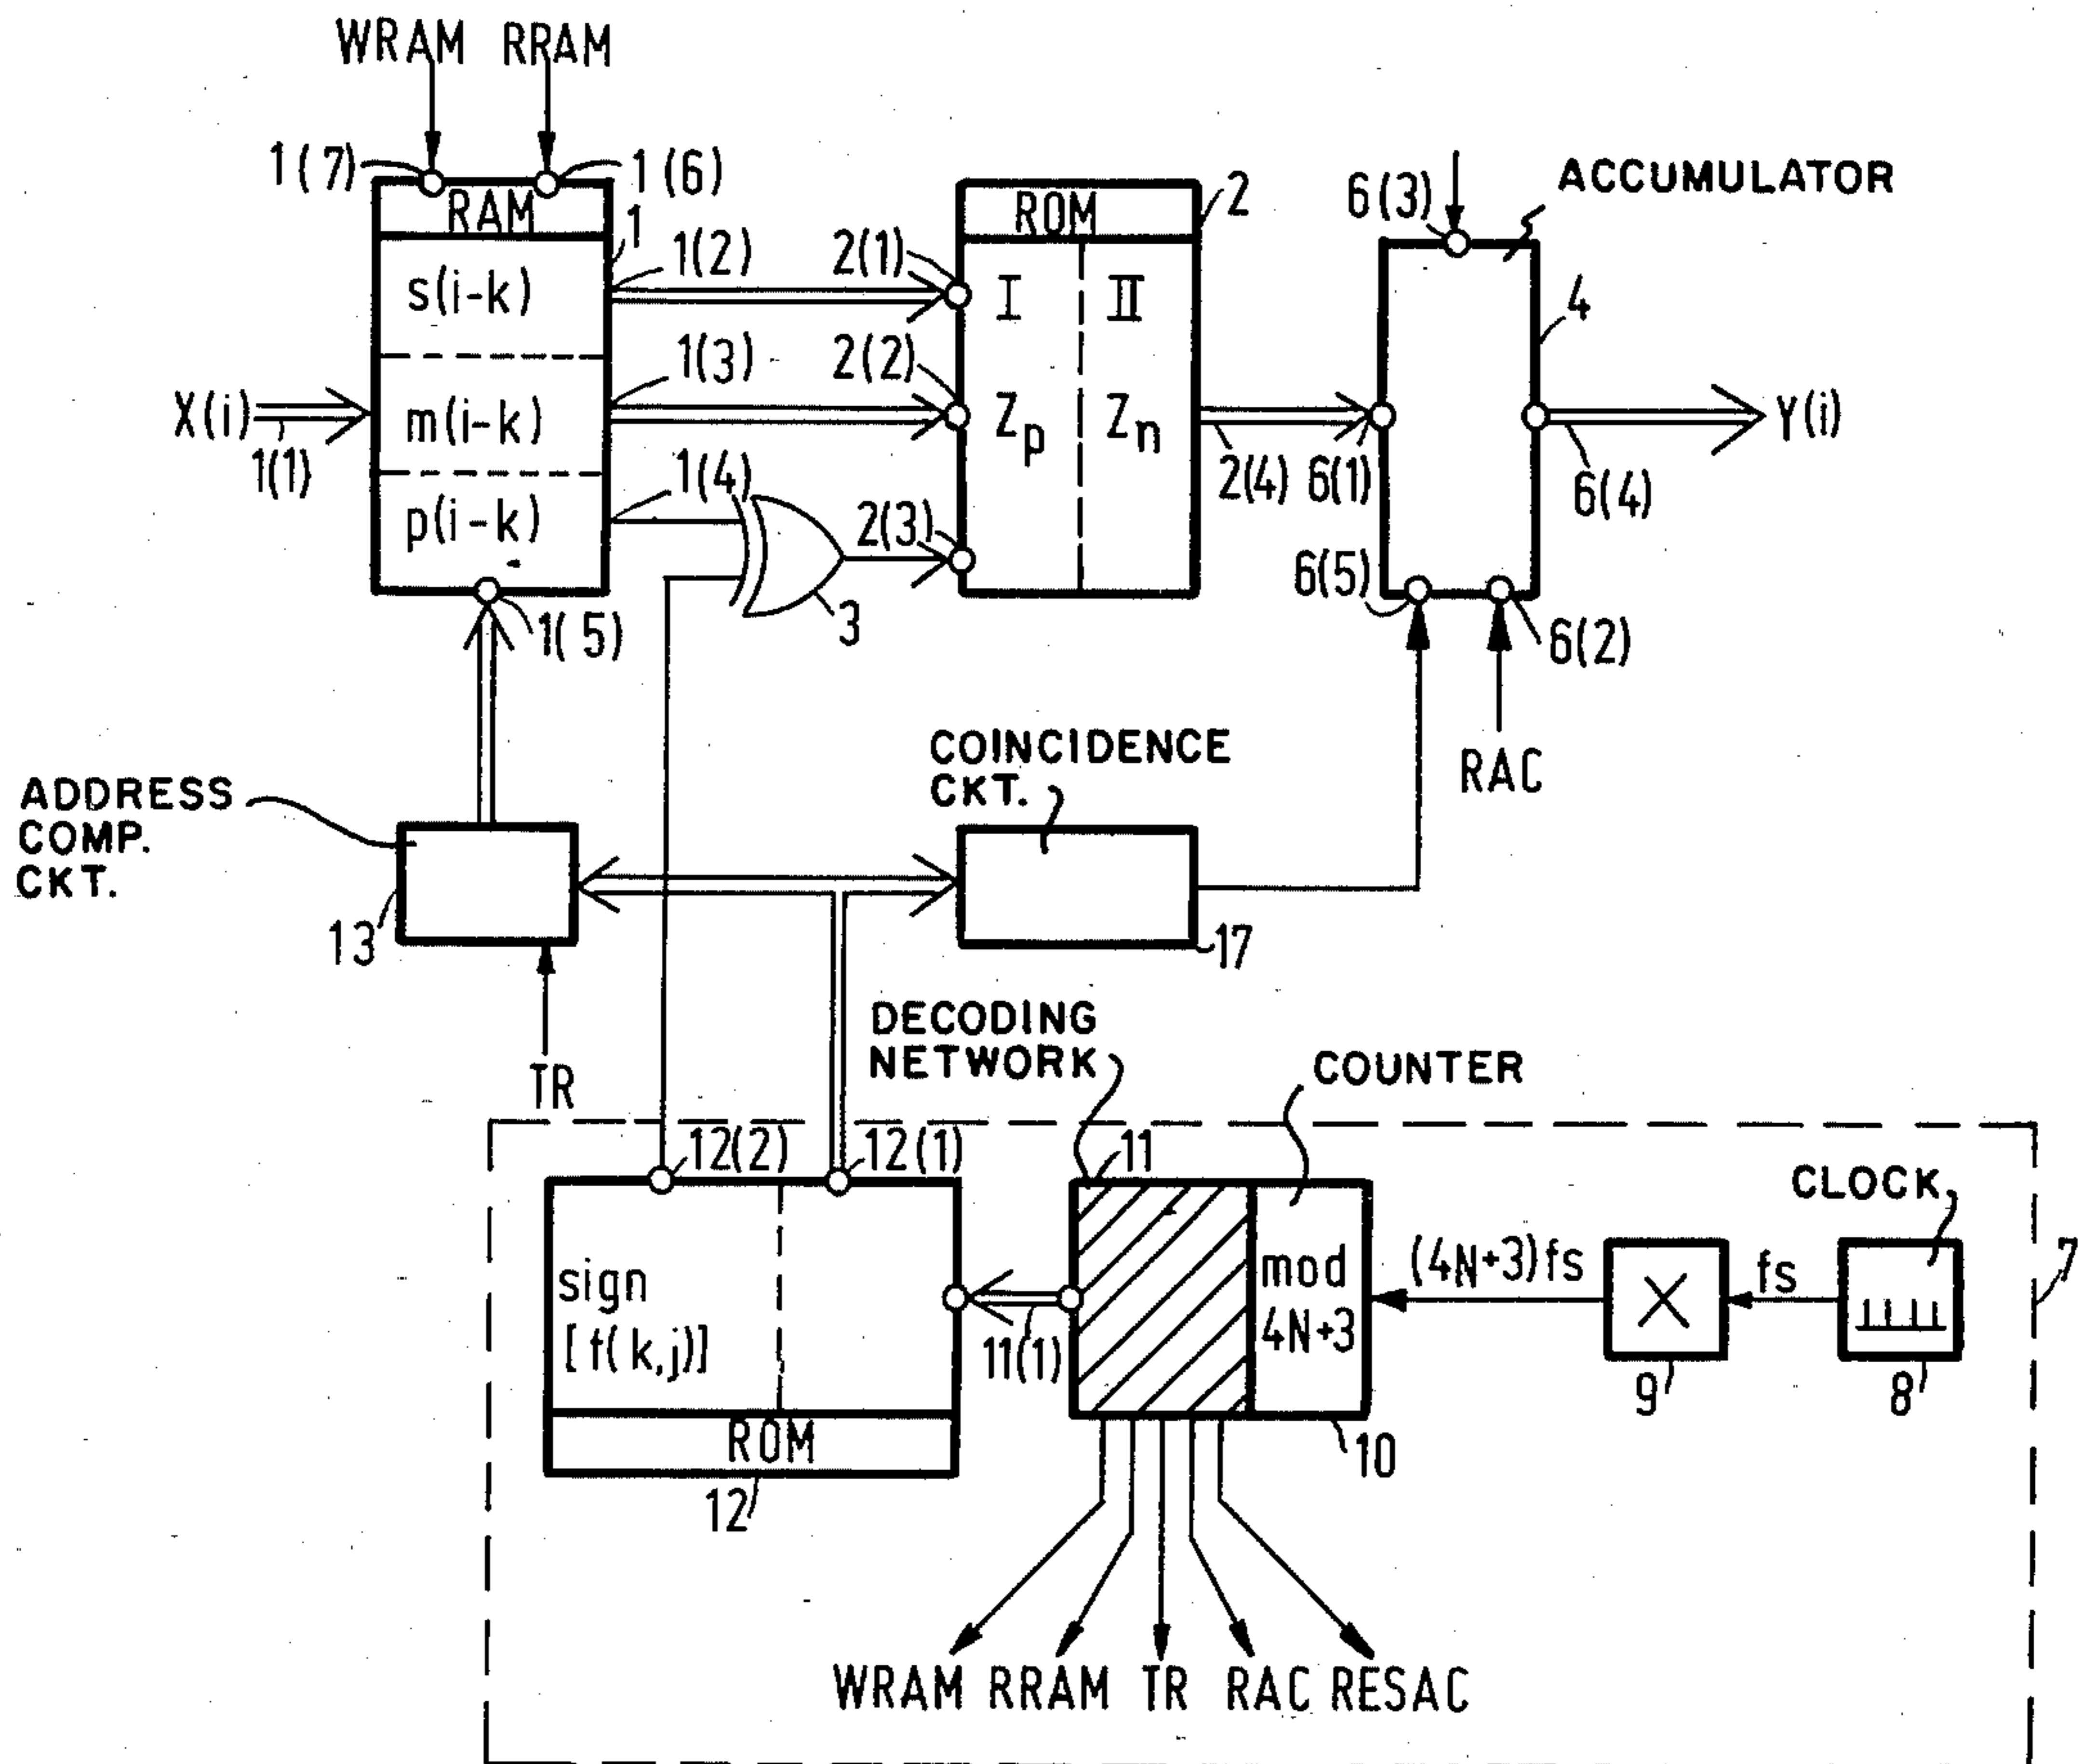 WRAM RRAM
1(7)
1(6)
RAM
1
s(i-k)
m(i-k)
p(i-k)
X(i)
1(1)
1(2)
1(3)
1(4)
1(5)
2(1)
2(2)
2(3)
3
ROM
2
I II
Zp Zn
2(4)
6(1)
6(3)
ACCUMULATOR
4
Y(i)
6(4)
6(5)
6(2)
RAC
COINCIDENCE
CKT.
17
ADDRESS
COMP.
CKT.
13
TR
DECODING
NETWORK
COUNTER
CLOCK
12(2)
12(1)
11
sign
[f(k,j)]
ROM
12
11(1)
mod
4N+3
10
(4N+3)fs
9
fs
8
7
WRAM RRAM TR RAC RESAC